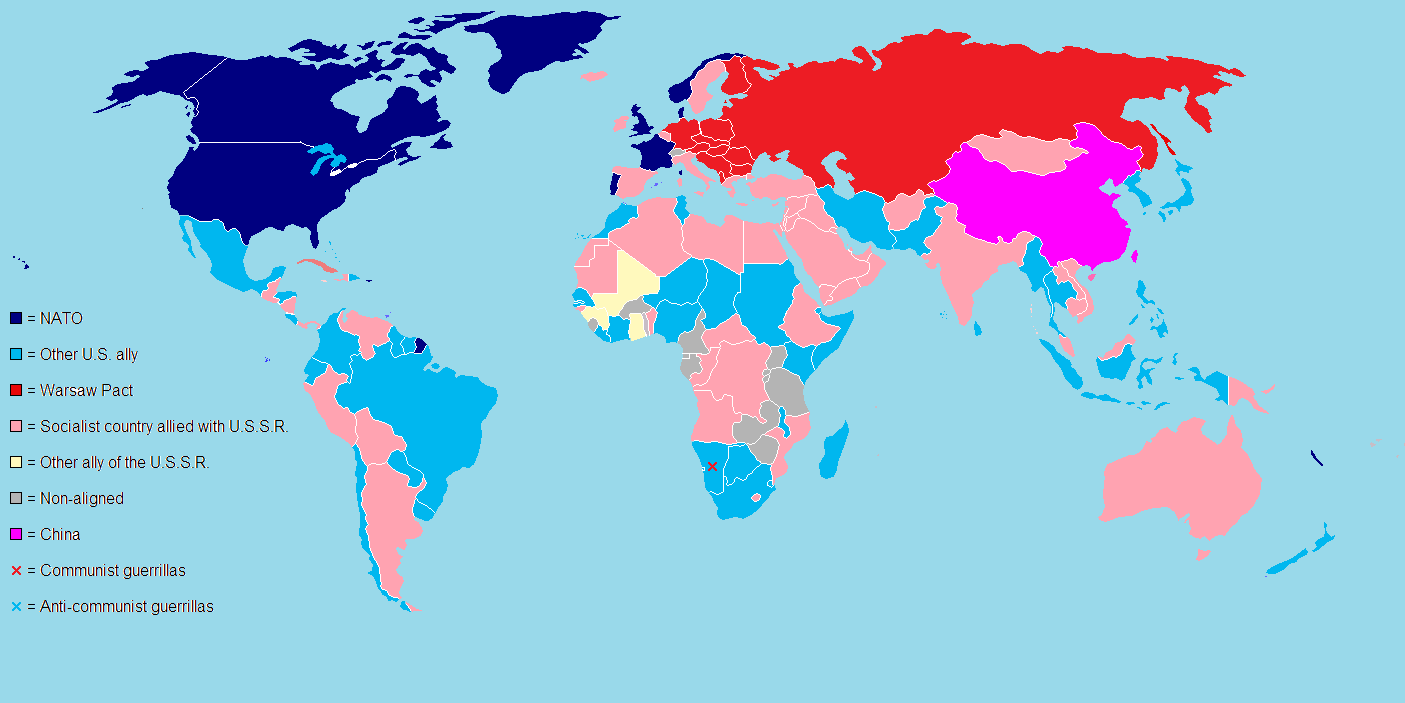 = NATO
= Other U.S. ally
= Warsaw Pact
= Socialist country allied with U.S.S.R.
= Other ally of the U.S.S.R.
= Non-aligned
= China
= Communist guerrillas
= Anti-communist guerrillas